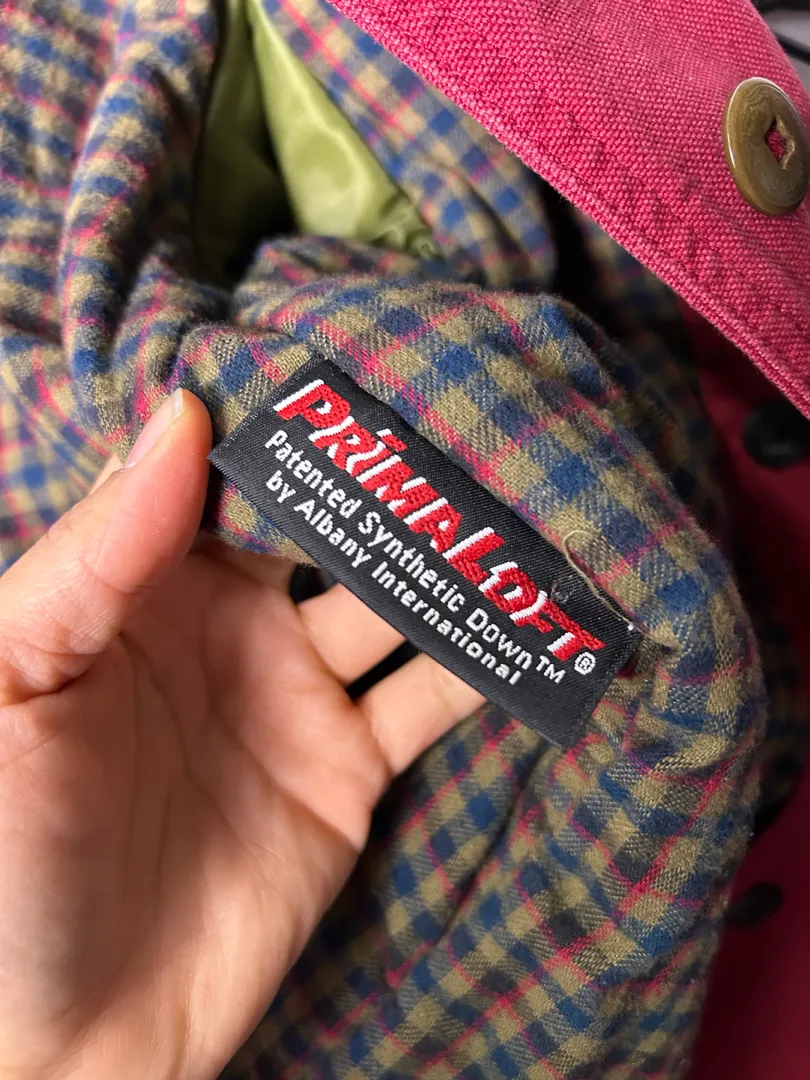 PRIMALOFT®
Patented Synthetic Down™
by Albany International